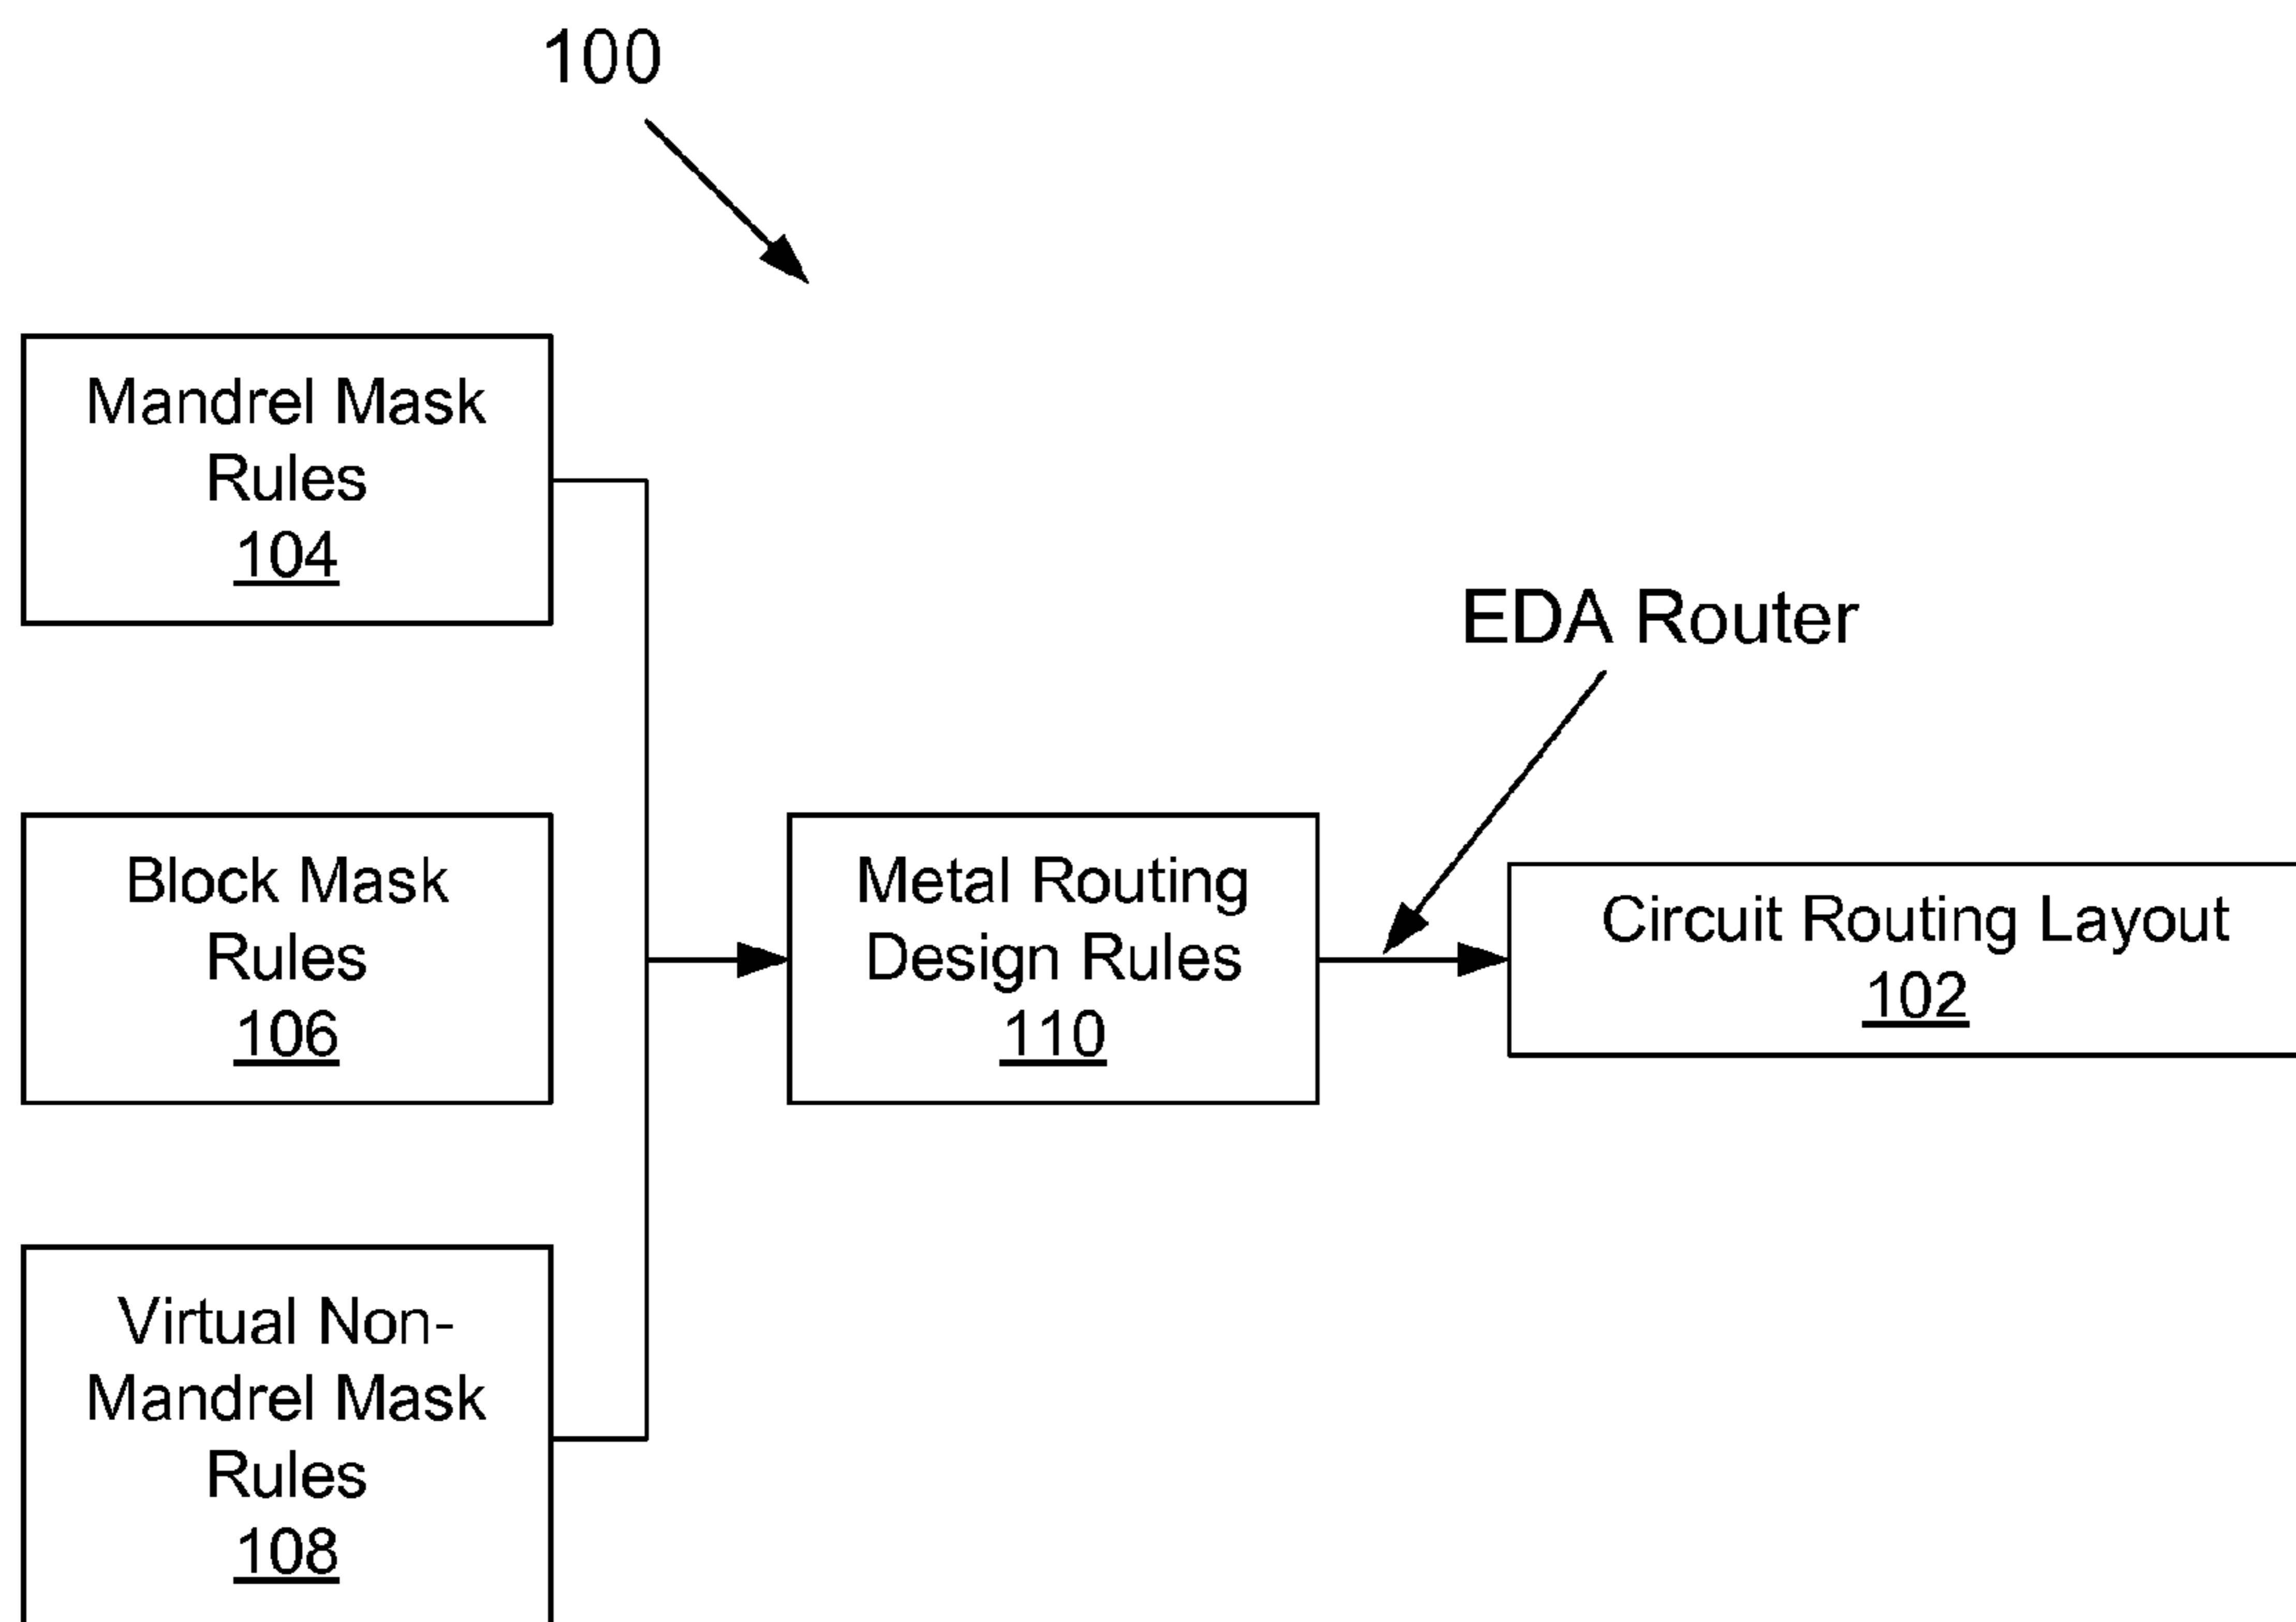 100
Mandrel Mask
Rules
104
EDA Router
Block Mask
Rules
106
Metal Routing
Design Rules
110
Circuit Routing Layout
102
Virtual Non-
Mandrel Mask
Rules
108